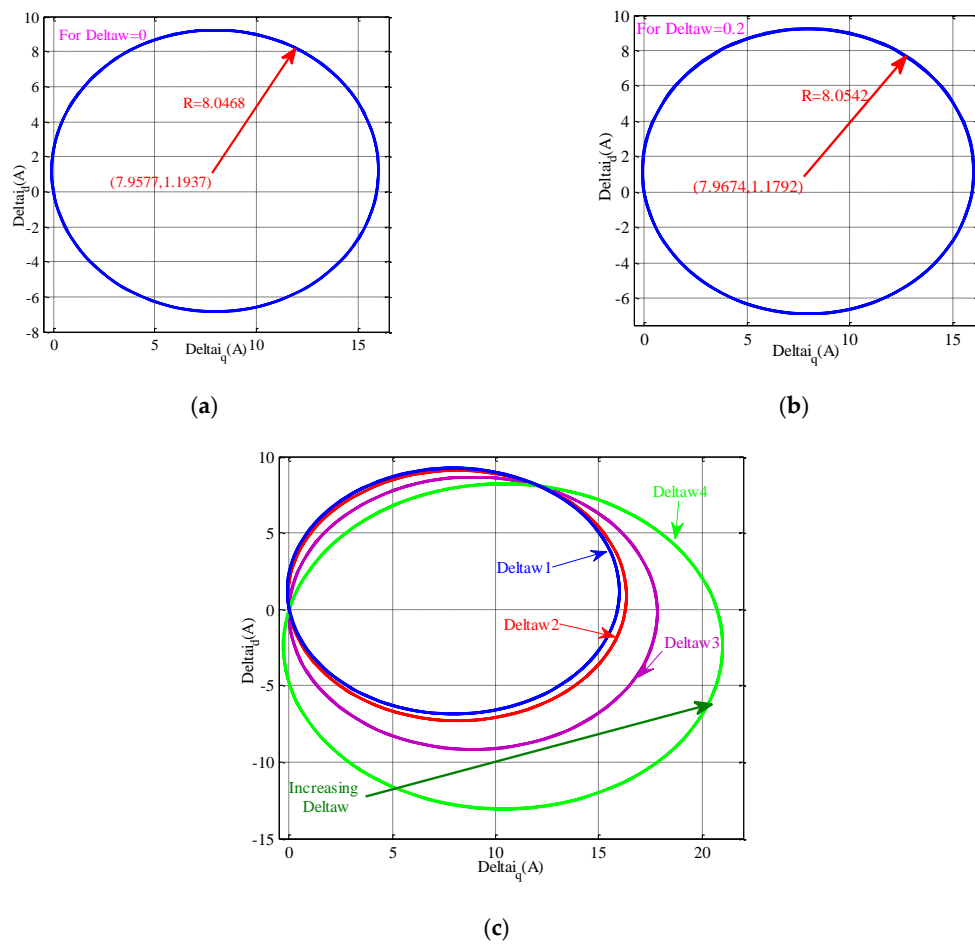 For Deltaw=0
R=8.0468
(7.9577,1.1937)
10
8
6
4
2
0
-2
-4
-6
-8
0
5
10
15
Deltai_d(A)
Deltai_q(A)
(a)
For Deltaw=0.2
R=8.0542
(7.9674,1.1792)
10
8
6
4
2
0
-2
-4
-6
0
5
10
15
Deltai_d(A)
Deltai_q(A)
(b)
10
5
0
-5
-10
-15
0
5
10
15
20
Deltai_d(A)
Deltai_q(A)
Deltaw4
Deltaw1
Deltaw2
Deltaw3
Increasing
Deltaw
(c)